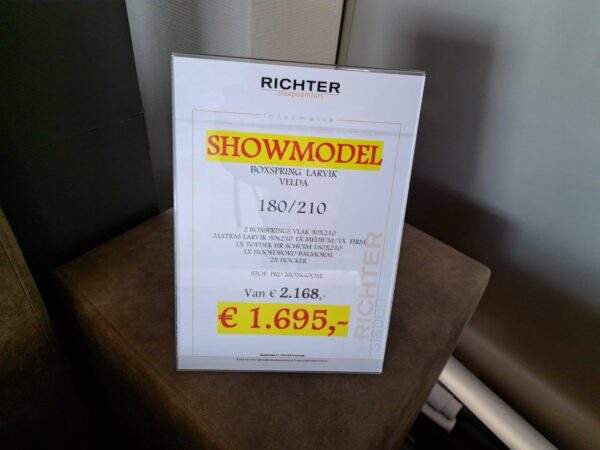 RICHTER
slaapcomfort
informatie
SHOWMODEL
BOXSPRING LARVIK
VELDA
180/210
2 BOXSPRINGS VLAK 90X210
MATRAS LARVIK 90x210 1X MEDIUM/1X FIRM
1X TOPDEK HR SCHUIM 180X210
1X HOOFDBORD BALMORAL
2X HOCKER
STOF: PRD MONGOOSE
Van € 2.168,-
€ 1.695,-
RICHTER
slapen